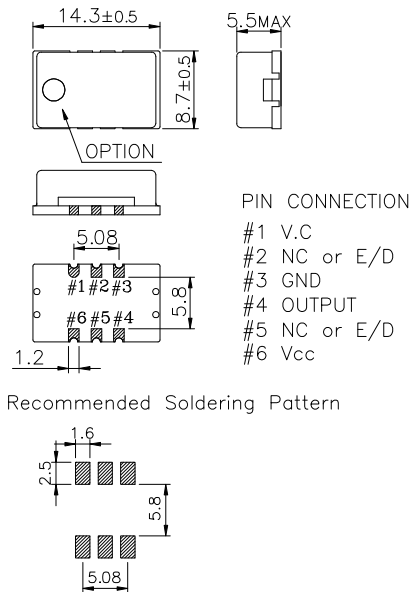 14.3±0.5
5.5MAX
8.7±0.5
OPTION
5.08
#1 #2 #3
#6 #5 #4
5.8
1.2
PIN CONNECTION
#1 V.C
#2 NC or E/D
#3 GND
#4 OUTPUT
#5 NC or E/D
#6 Vcc
Recommended Soldering Pattern
1.6
2.5
5.8
5.08